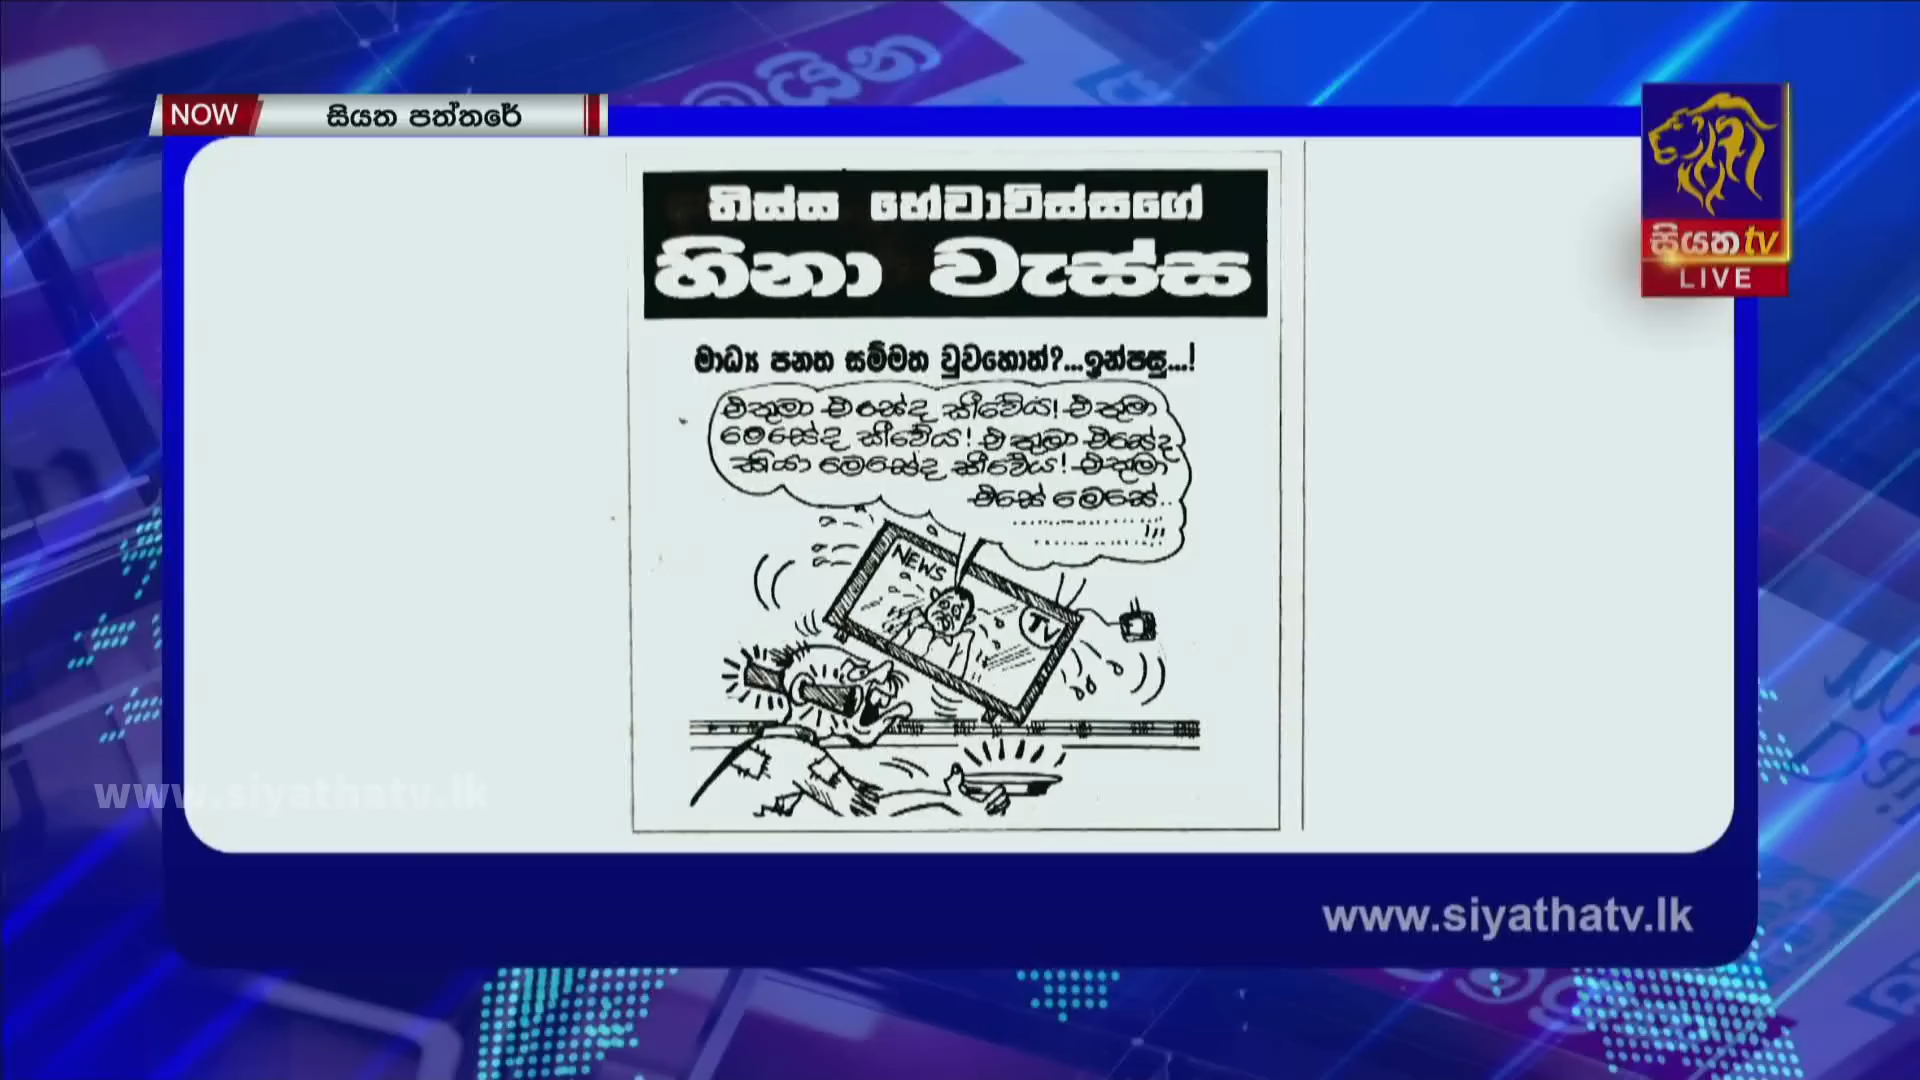 NOW
සියත පත්තරේ
සියත tv
LIVE
තිස්ස හේවාවිස්සගේ
හිනා වැස්ස
මාධ්‍ය පනත සම්මත වුවහොත්?...ඉන්පසු...!
එතුමා එසේද කීවේය! එතුමා
මෙසේද කීවේය! එතුමා එසේද
කියා මෙසේද කීවේය! එතුමා
එසේ මෙසේ..
NEWS
TV
www.siyathatv.lk
www.siyathatv.lk